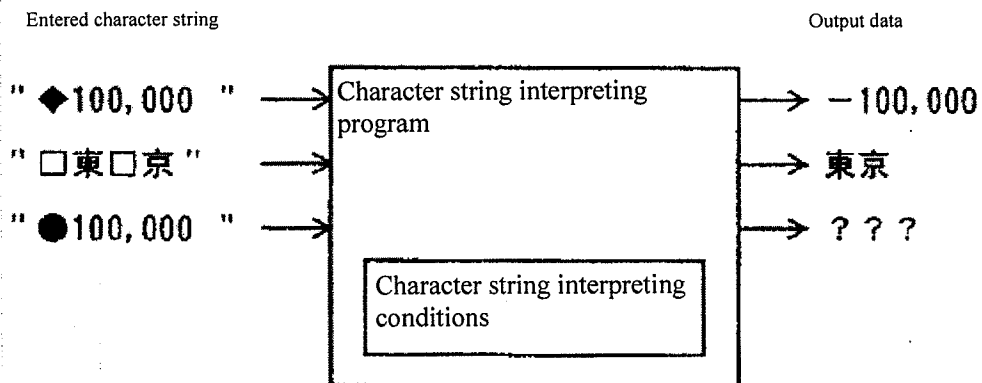 Entered character string
Output data
" ◆100,000 "
Character string interpreting
program
－100,000
" □東□京 "
東京
" ●100,000 "
？？？
Character string interpreting
conditions